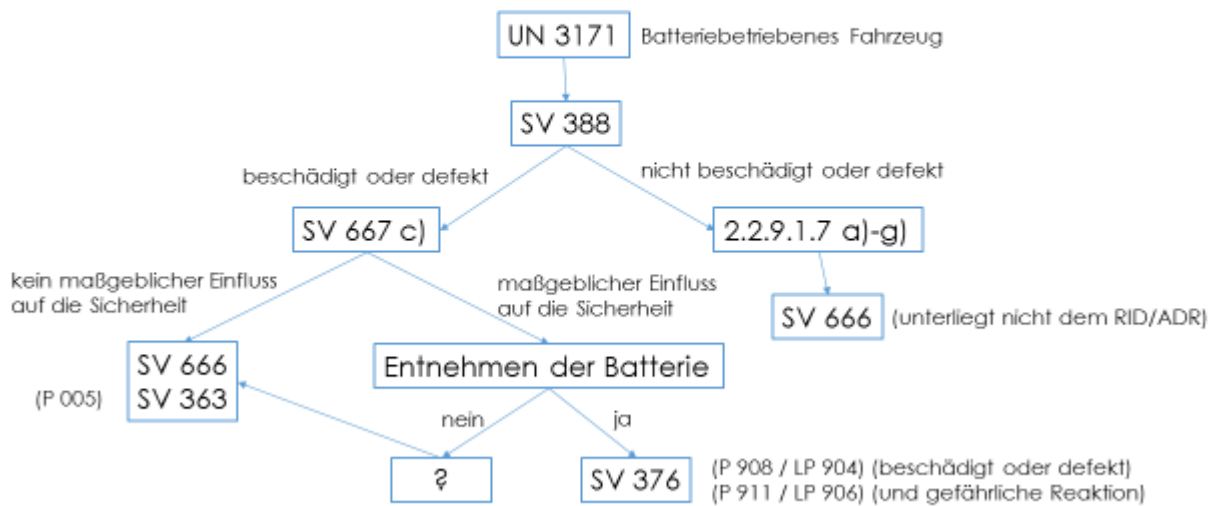 UN 3171 Batteriebetriebenes Fahrzeug
SV 388
beschädigt oder defekt
nicht beschädigt oder defekt
SV 667 c)
2.2.9.1.7 a)-g)
kein maßgeblicher Einfluss
auf die Sicherheit
maßgeblicher Einfluss
auf die Sicherheit
SV 666 (unterliegt nicht dem RID/ADR)
SV 666
(P 005) SV 363
Entnehmen der Batterie
nein
ja
?
SV 376
(P 908 / LP 904) (beschädigt oder defekt)
(P 911 / LP 906) (und gefährliche Reaktion)